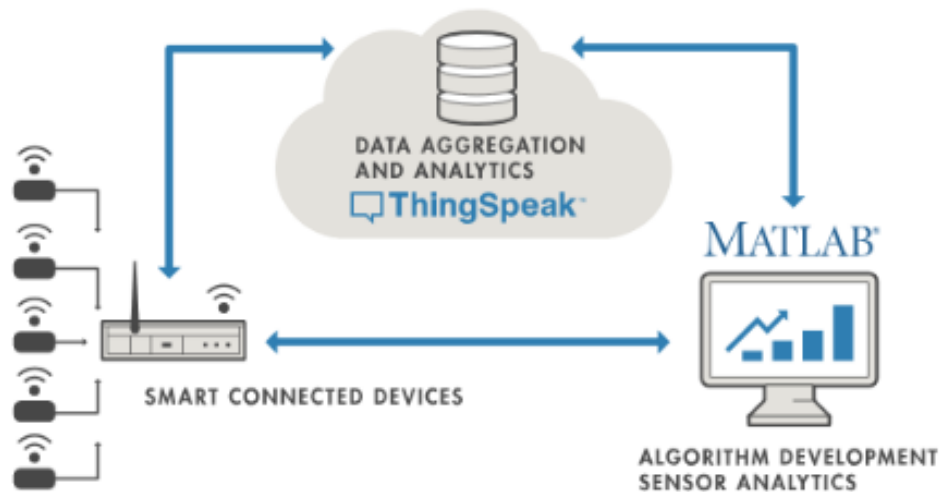 DATA AGGREGATION
AND ANALYTICS
ThingSpeak™
MATLAB®
SMART CONNECTED DEVICES
ALGORITHM DEVELOPMENT
SENSOR ANALYTICS